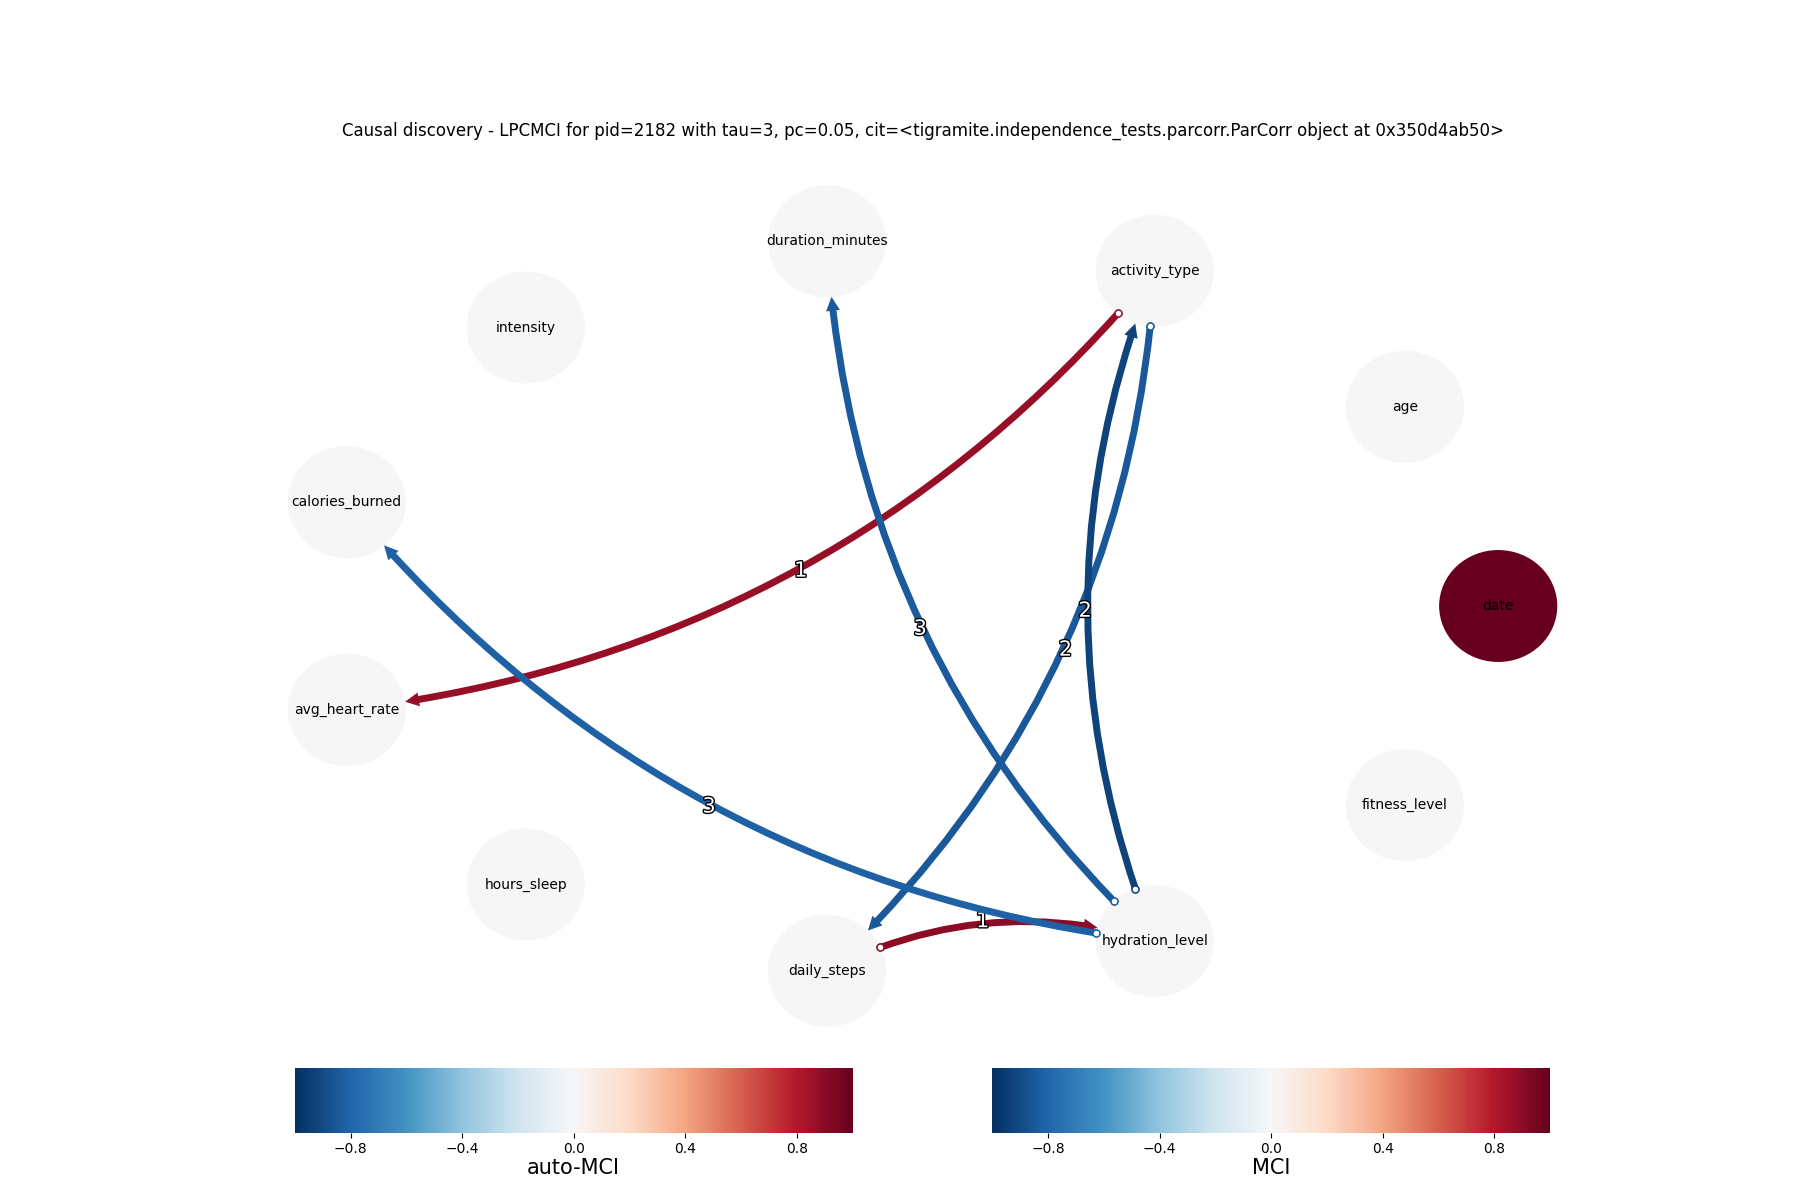 Causal discovery - LPCMCI for pid=2182 with tau=3, pc=0.05, cit=<tigramite.independence_tests.parcorr.ParCorr object at 0x350d4ab50>
duration_minutes
activity_type
intensity
age
calories_burned
1
date
2
3
2
avg_heart_rate
3
fitness_level
hours_sleep
1
hydration_level
daily_steps
−0.8 −0.4 0.0 0.4 0.8
auto-MCI
−0.8 −0.4 0.0 0.4 0.8
MCI